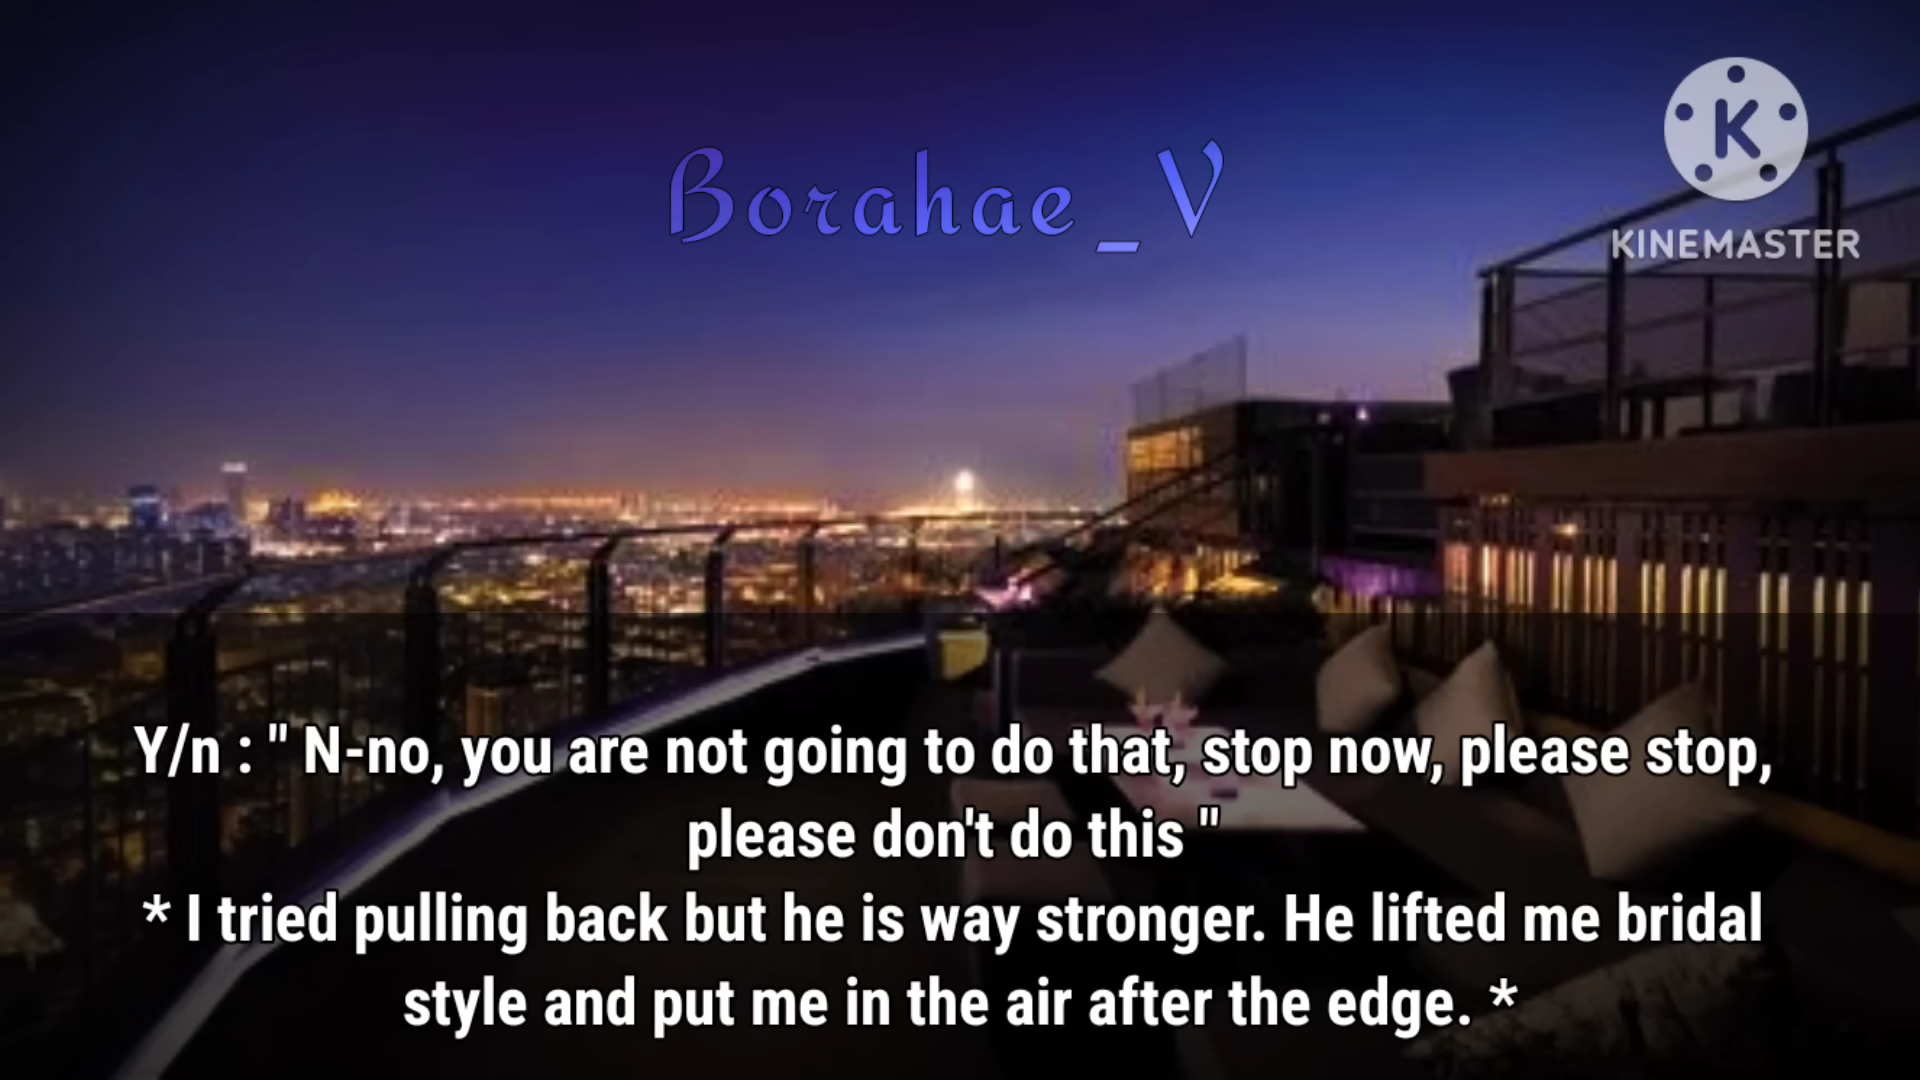 Borahae_V
K
KINEMASTER
Y/n : " N-no, you are not going to do that, stop now, please stop,
please don't do this "
* I tried pulling back but he is way stronger. He lifted me bridal
style and put me in the air after the edge. *